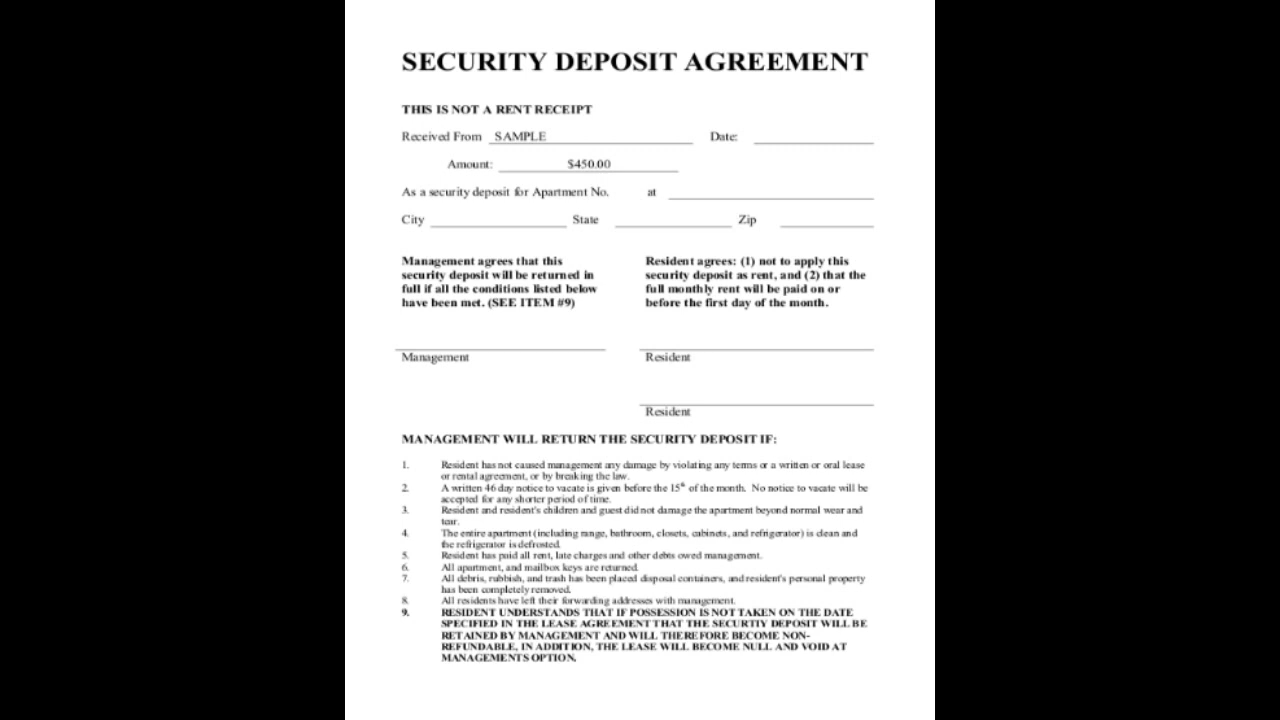 SECURITY DEPOSIT AGREEMENT
THIS IS NOT A RENT RECEIPT
Received From SAMPLE Date:
Amount: $450.00
As a security deposit for Apartment No. at
City State Zip
Management agrees that this
security deposit will be returned in
full if all the conditions listed below
have been met. (SEE ITEM #9)
Resident agrees: (1) not to apply this
security deposit as rent, and (2) that the
full monthly rent will be paid on or
before the first day of the month.
Management
Resident
Resident
MANAGEMENT WILL RETURN THE SECURITY DEPOSIT IF:
1. Resident has not caused management any damage by violating any terms or a written or oral lease
or rental agreement, or by breaking the law.
2. A written 46 day notice to vacate is given before the 15th of the month. No notice to vacate will be
accepted for any shorter period of time.
3. Resident and resident's children and guest did not damage the apartment beyond normal wear and
tear.
4. The entire apartment (including range, bathroom, closets, cabinets, and refrigerator) is clean and
the refrigerator is defrosted.
5. Resident has paid all rent, late charges and other debts owed management.
6. All apartment, and mailbox keys are returned.
7. All debris, rubbish, and trash has been placed disposal containers, and resident's personal property
has been completely removed.
8. All residents have left their forwarding addresses with management.
9. RESIDENT UNDERSTANDS THAT IF POSSESSION IS NOT TAKEN ON THE DATE
SPECIFIED IN THE LEASE AGREEMENT THAT THE SECURTIY DEPOSIT WILL BE
RETAINED BY MANAGEMENT AND WILL THEREFORE BECOME NON-
REFUNDABLE, IN ADDITION, THE LEASE WILL BECOME NULL AND VOID AT
MANAGEMENTS OPTION.